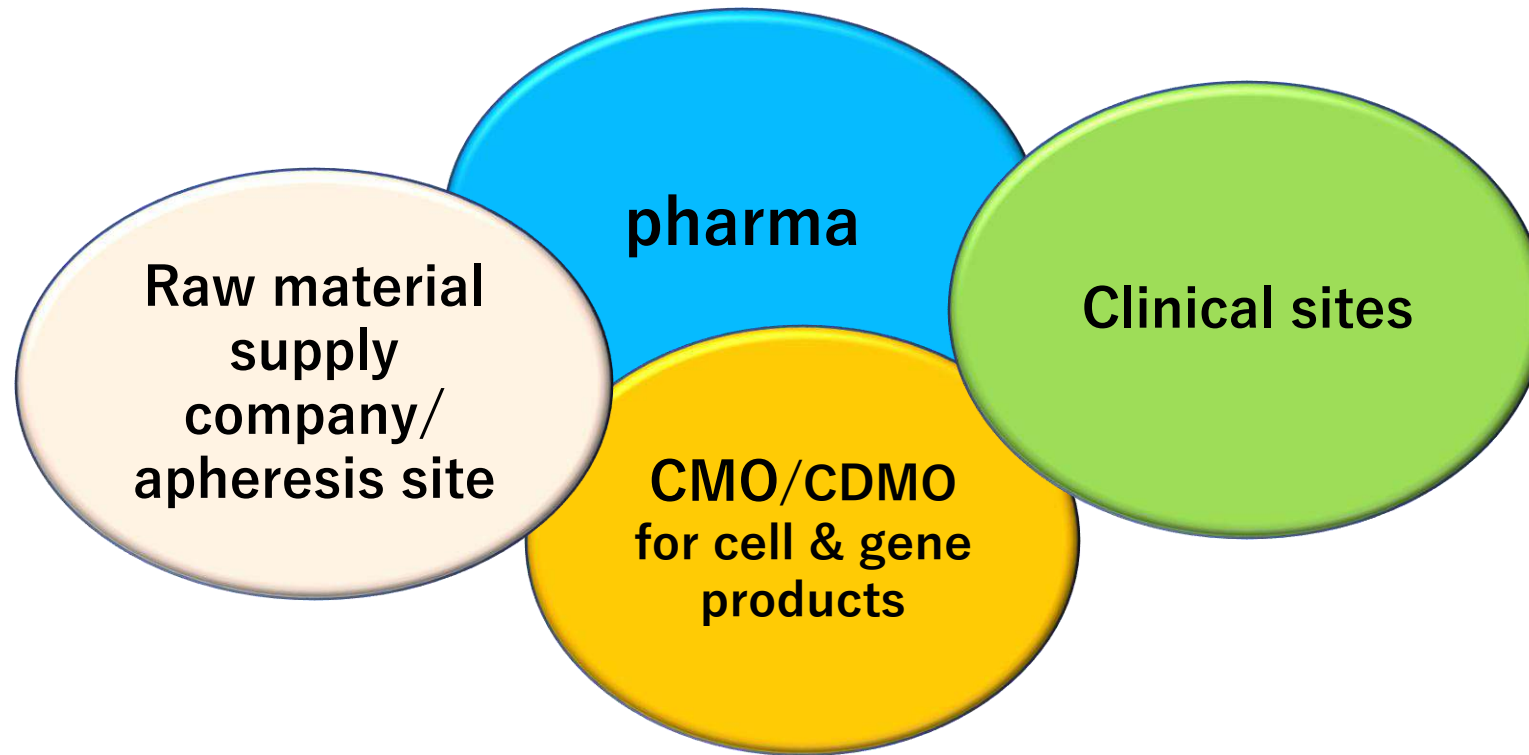 pharma
Raw material
supply
company/
apheresis site
Clinical sites
CMO/CDMO
for cell & gene
products